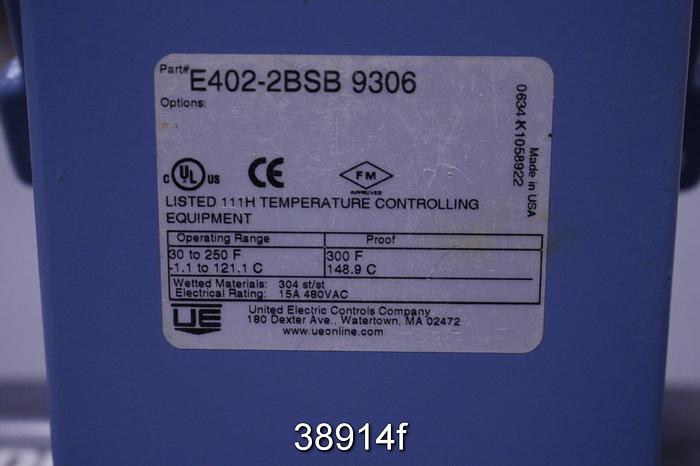 Part# E402-2BSB 9306
Options:
0634 K1058922
Made in USA
C UL US
CE
FM
APPROVED
LISTED 111H TEMPERATURE CONTROLLING
EQUIPMENT
Operating Range Proof
30 to 250 F 300 F
-1.1 to 121.1 C 148.9 C
Wetted Materials: 304 st/st
Electrical Rating: 15A 480VAC
UE
United Electric Controls Company
180 Dexter Ave., Watertown, MA 02472
www.ueonline.com
38914f